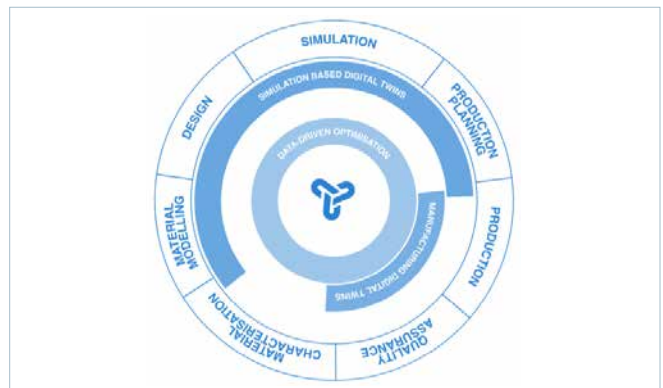 SIMULATION
PRODUCTION
PLANNING
PRODUCTION
QUALITY
ASSURANCE
MATERIAL
CHARACTERISATION
MATERIAL
MODELLING
DESIGN
SIMULATION BASED DIGITAL TWINS
MANUFACTURING DIGITAL TWINS
DATA-DRIVEN OPTIMISATION